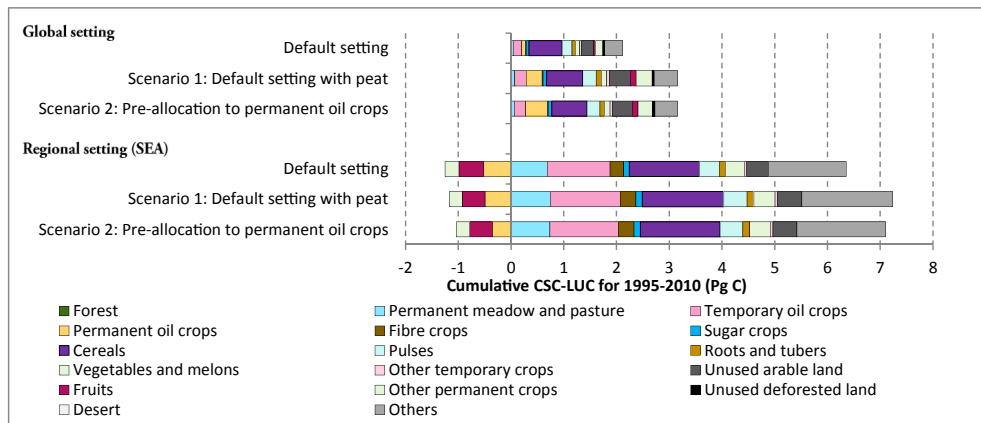 Global setting
Default setting
Scenario 1: Default setting with peat
Scenario 2: Pre-allocation to permanent oil crops
Regional setting (SEA)
Default setting
Scenario 1: Default setting with peat
Scenario 2: Pre-allocation to permanent oil crops
-2 -1 0 1 2 3 4 5 6 7 8
Cumulative CSC-LUC for 1995-2010 (Pg C)
Forest Permanent meadow and pasture Temporary oil crops
Permanent oil crops Fibre crops Sugar crops
Cereals Pulses Roots and tubers
Vegetables and melons Other temporary crops Unused arable land
Fruits Other permanent crops Unused deforested land
Desert Others